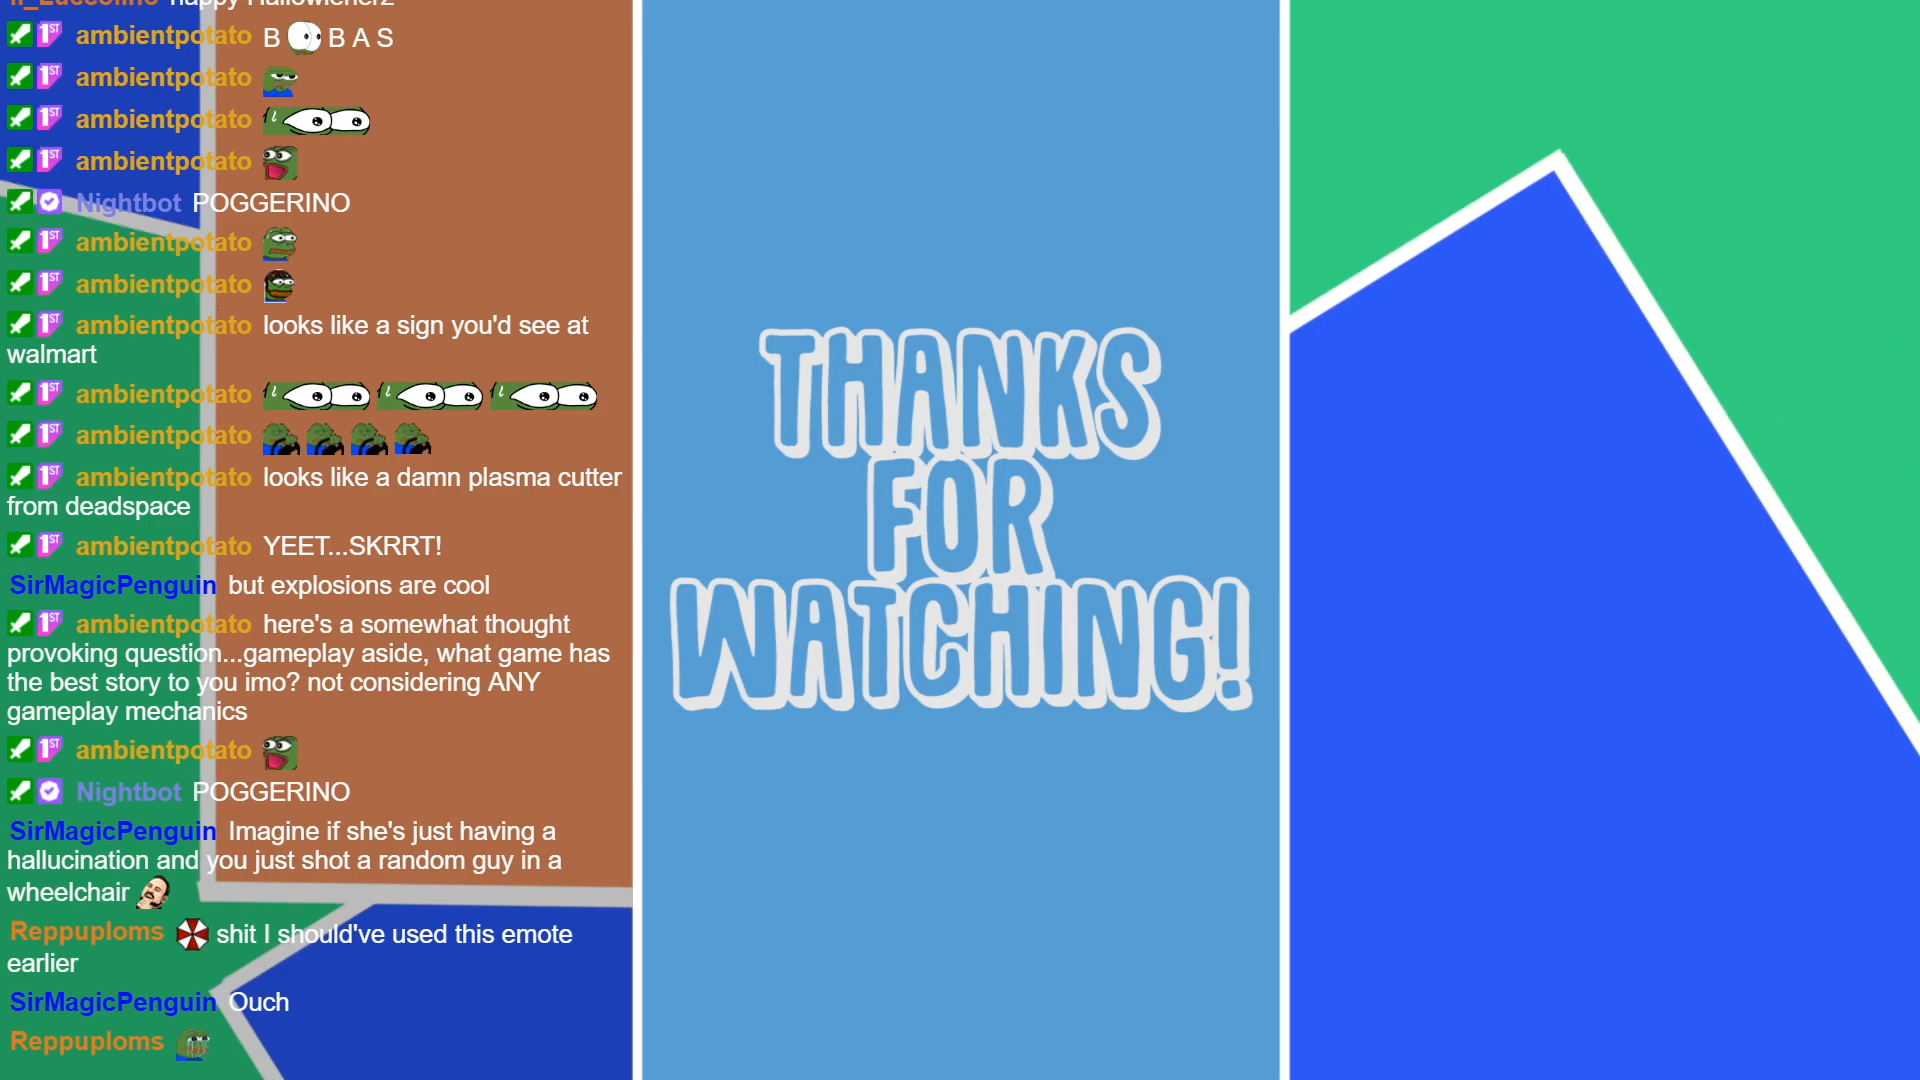 happy Hallowiener2
ambientpotato B B A S
ambientpotato
ambientpotato
ambientpotato
Nightbot POGGERINO
ambientpotato
ambientpotato
ambientpotato looks like a sign you'd see at
walmart
ambientpotato
ambientpotato
ambientpotato looks like a damn plasma cutter
from deadspace
ambientpotato YEET...SKRRT!
SirMagicPenguin but explosions are cool
ambientpotato here's a somewhat thought
provoking question...gameplay aside, what game has
the best story to you imo? not considering ANY
gameplay mechanics
ambientpotato
Nightbot POGGERINO
SirMagicPenguin Imagine if she's just having a
hallucination and you just shot a random guy in a
wheelchair
Reppuploms shit I should've used this emote
earlier
SirMagicPenguin Ouch
Reppuploms
THANKS
FOR
WATCHING!